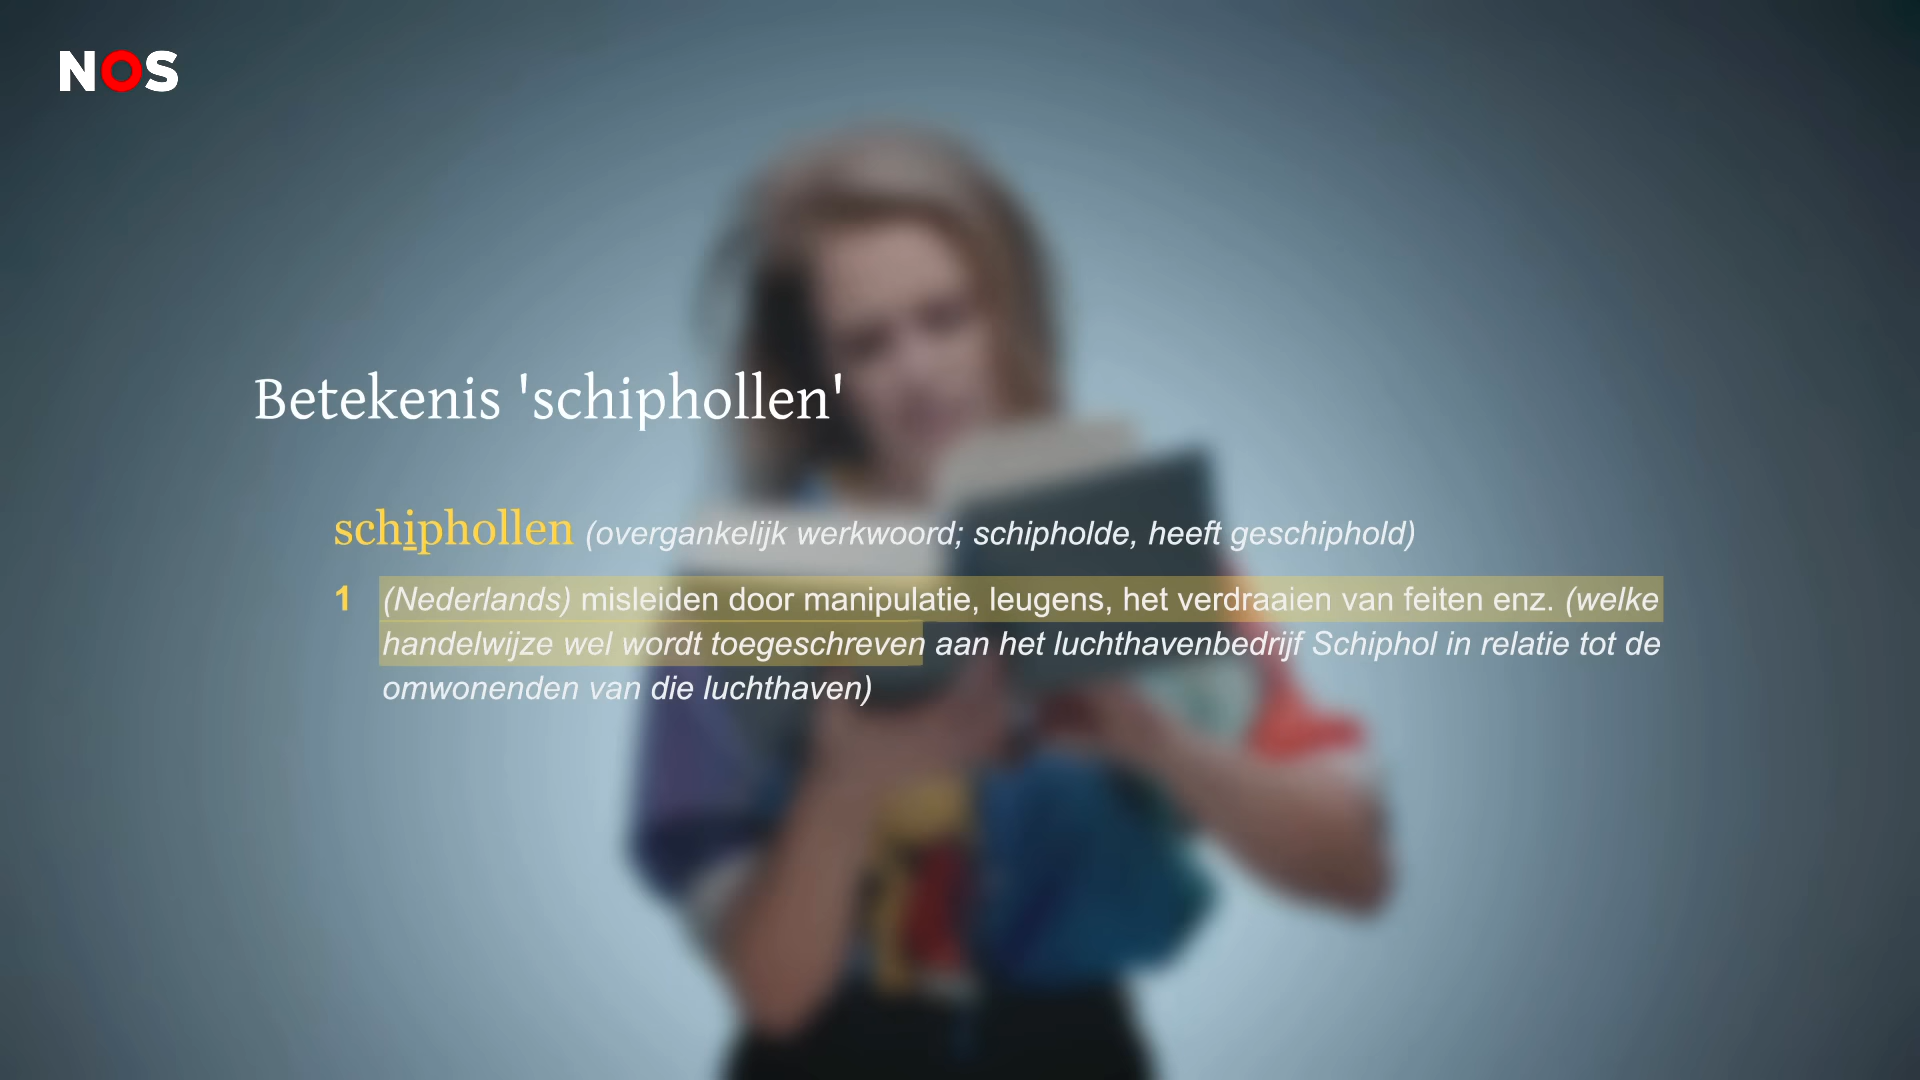 NOS
Betekenis 'schiphollen'
schiphollen (overgankelijk werkwoord; schipholde, heeft geschiphold)
1 (Nederlands) misleiden door manipulatie, leugens, het verdraaien van feiten enz. (welke
handelwijze wel wordt toegeschreven aan het luchthavenbedrijf Schiphol in relatie tot de
omwonenden van die luchthaven)